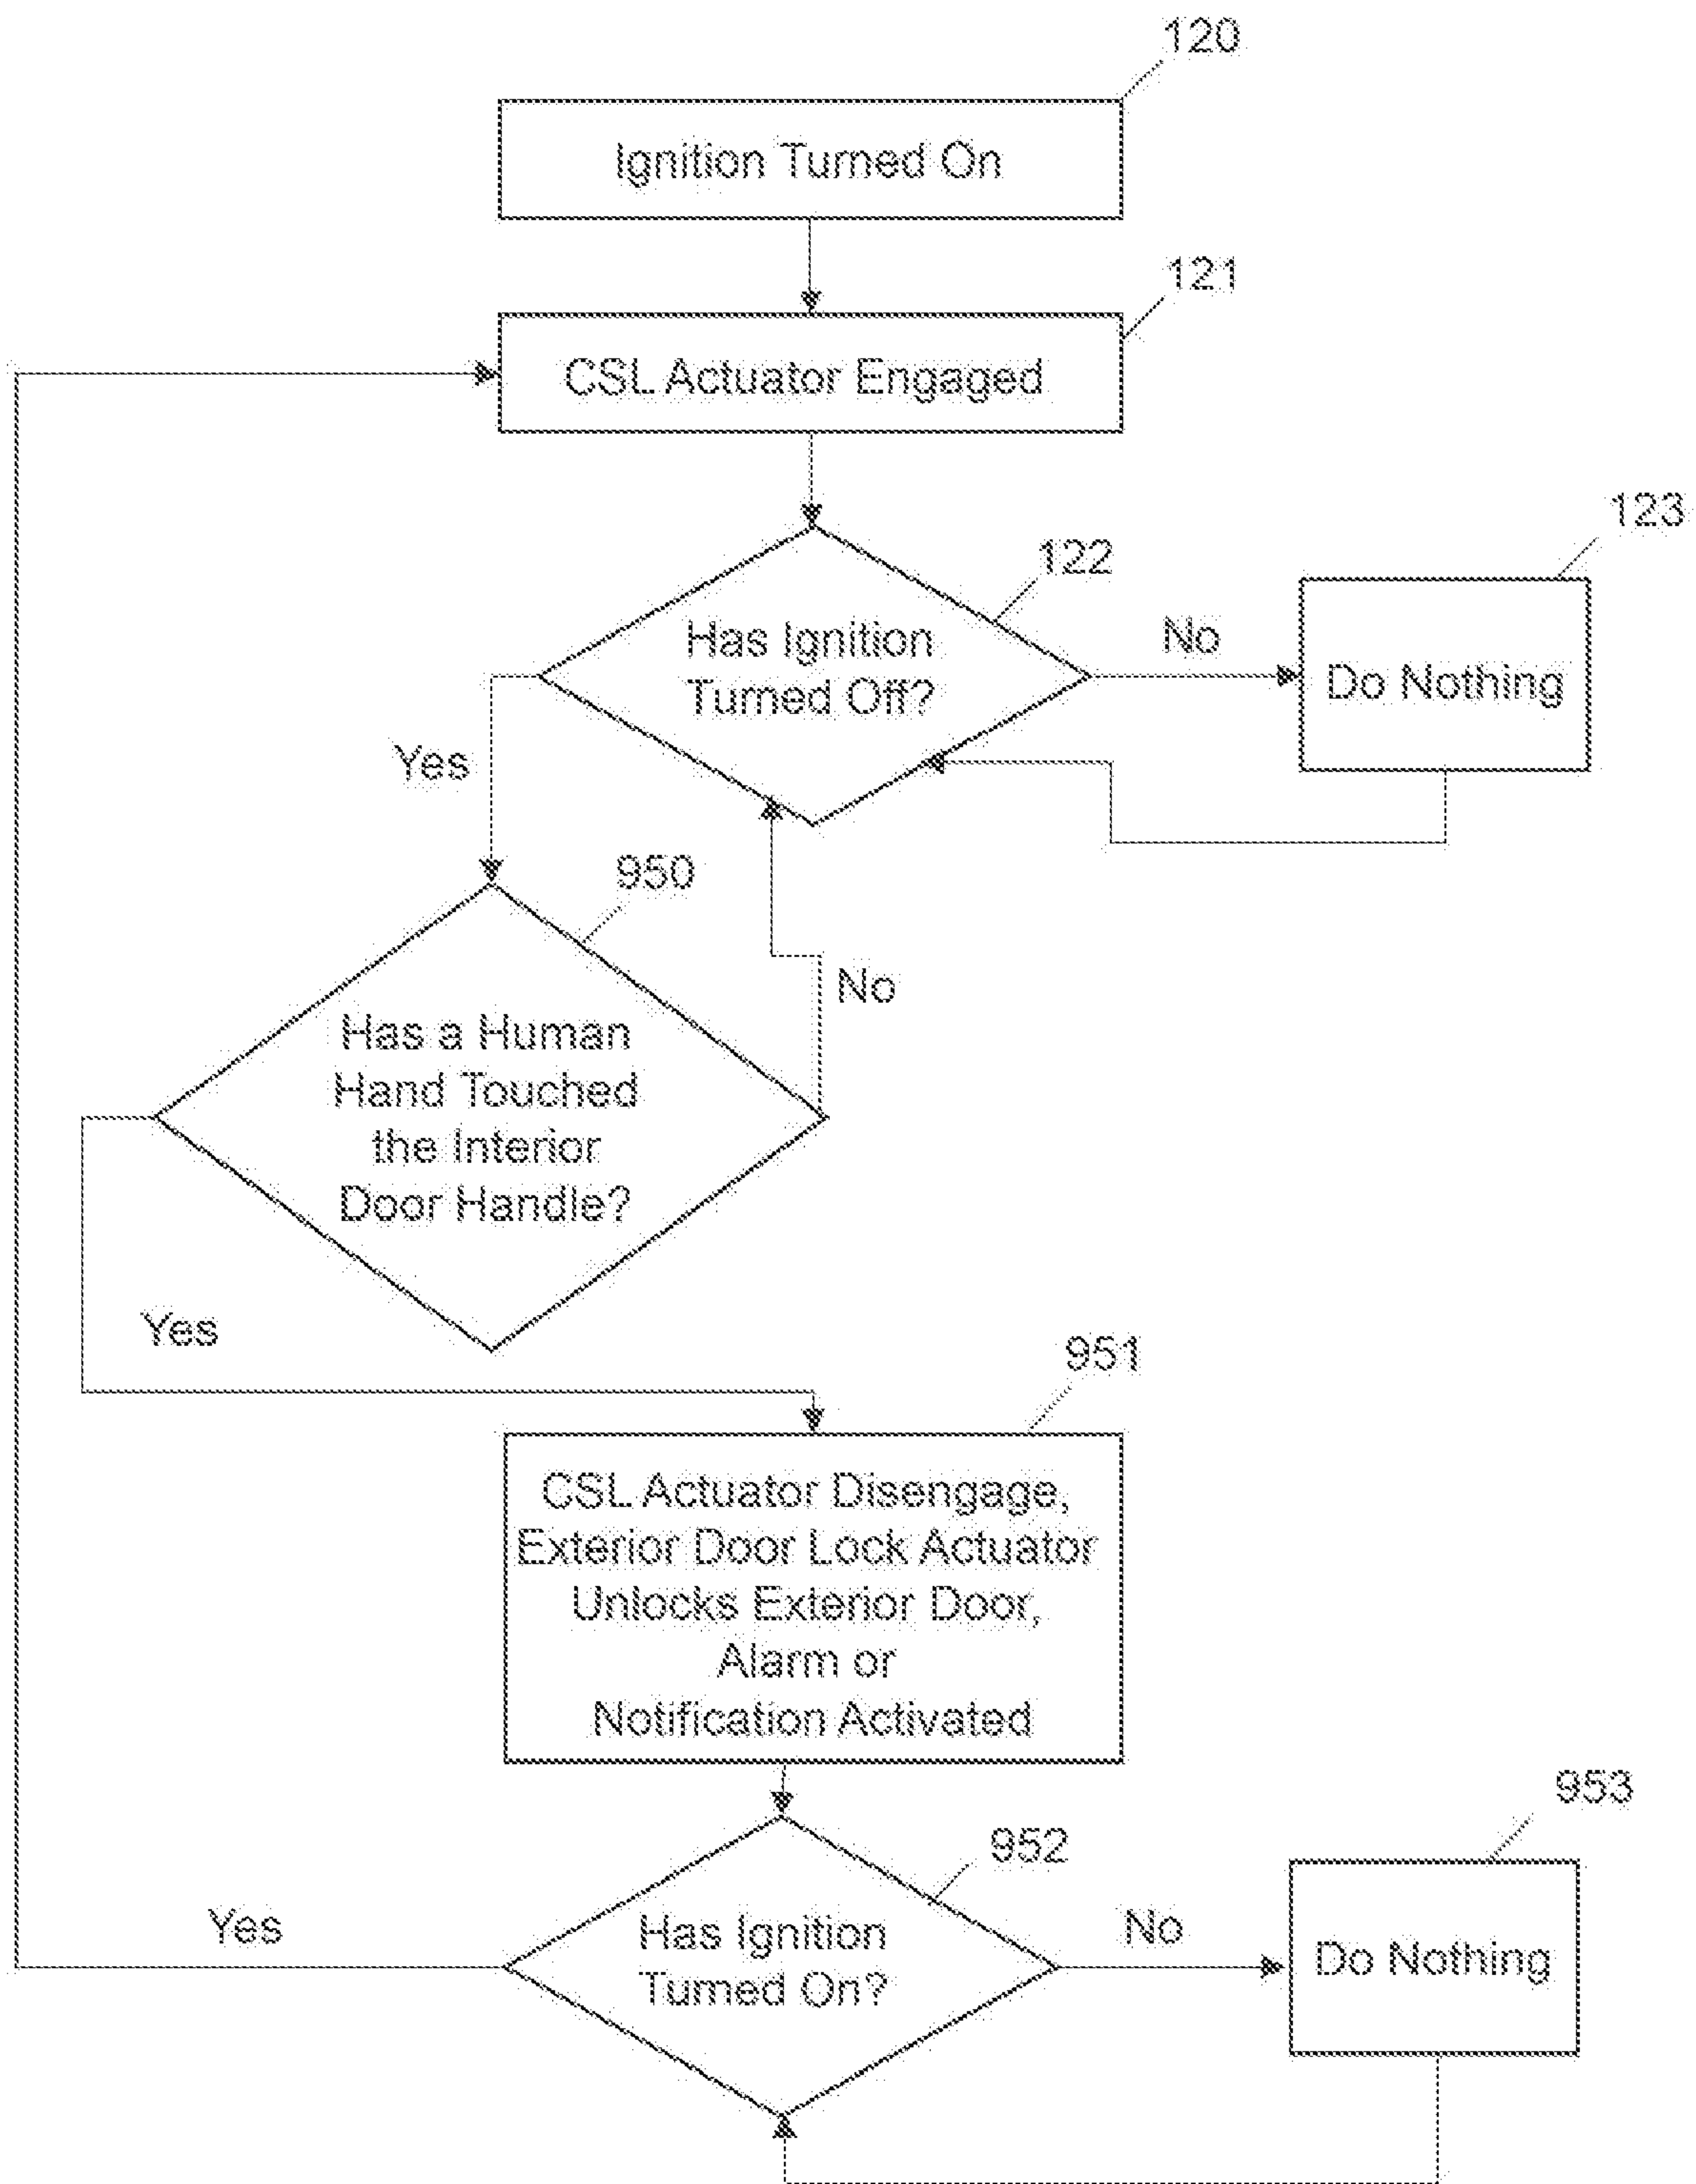 120
Ignition Turned On
121
CSL Actuator Engaged
122
Has Ignition
Turned Off?
No
123
Do Nothing
Yes
950
Has a Human
Hand Touched
the Interior
Door Handle?
No
Yes
951
CSL Actuator Disengage,
Exterior Door Lock Actuator
Unlocks Exterior Door,
Alarm or
Notification Activated
952
Has Ignition
Turned On?
Yes
No
953
Do Nothing